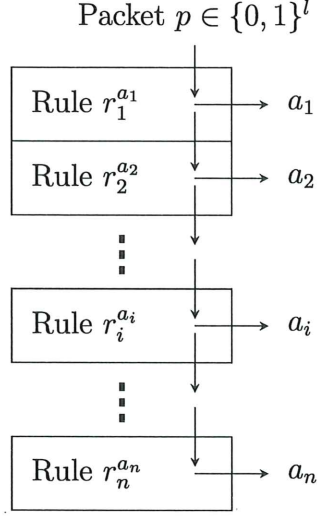 Packet p ∈ {0, 1}^l
Rule r_1^{a_1} a_1
Rule r_2^{a_2} a_2
Rule r_i^{a_i} a_i
Rule r_n^{a_n} a_n